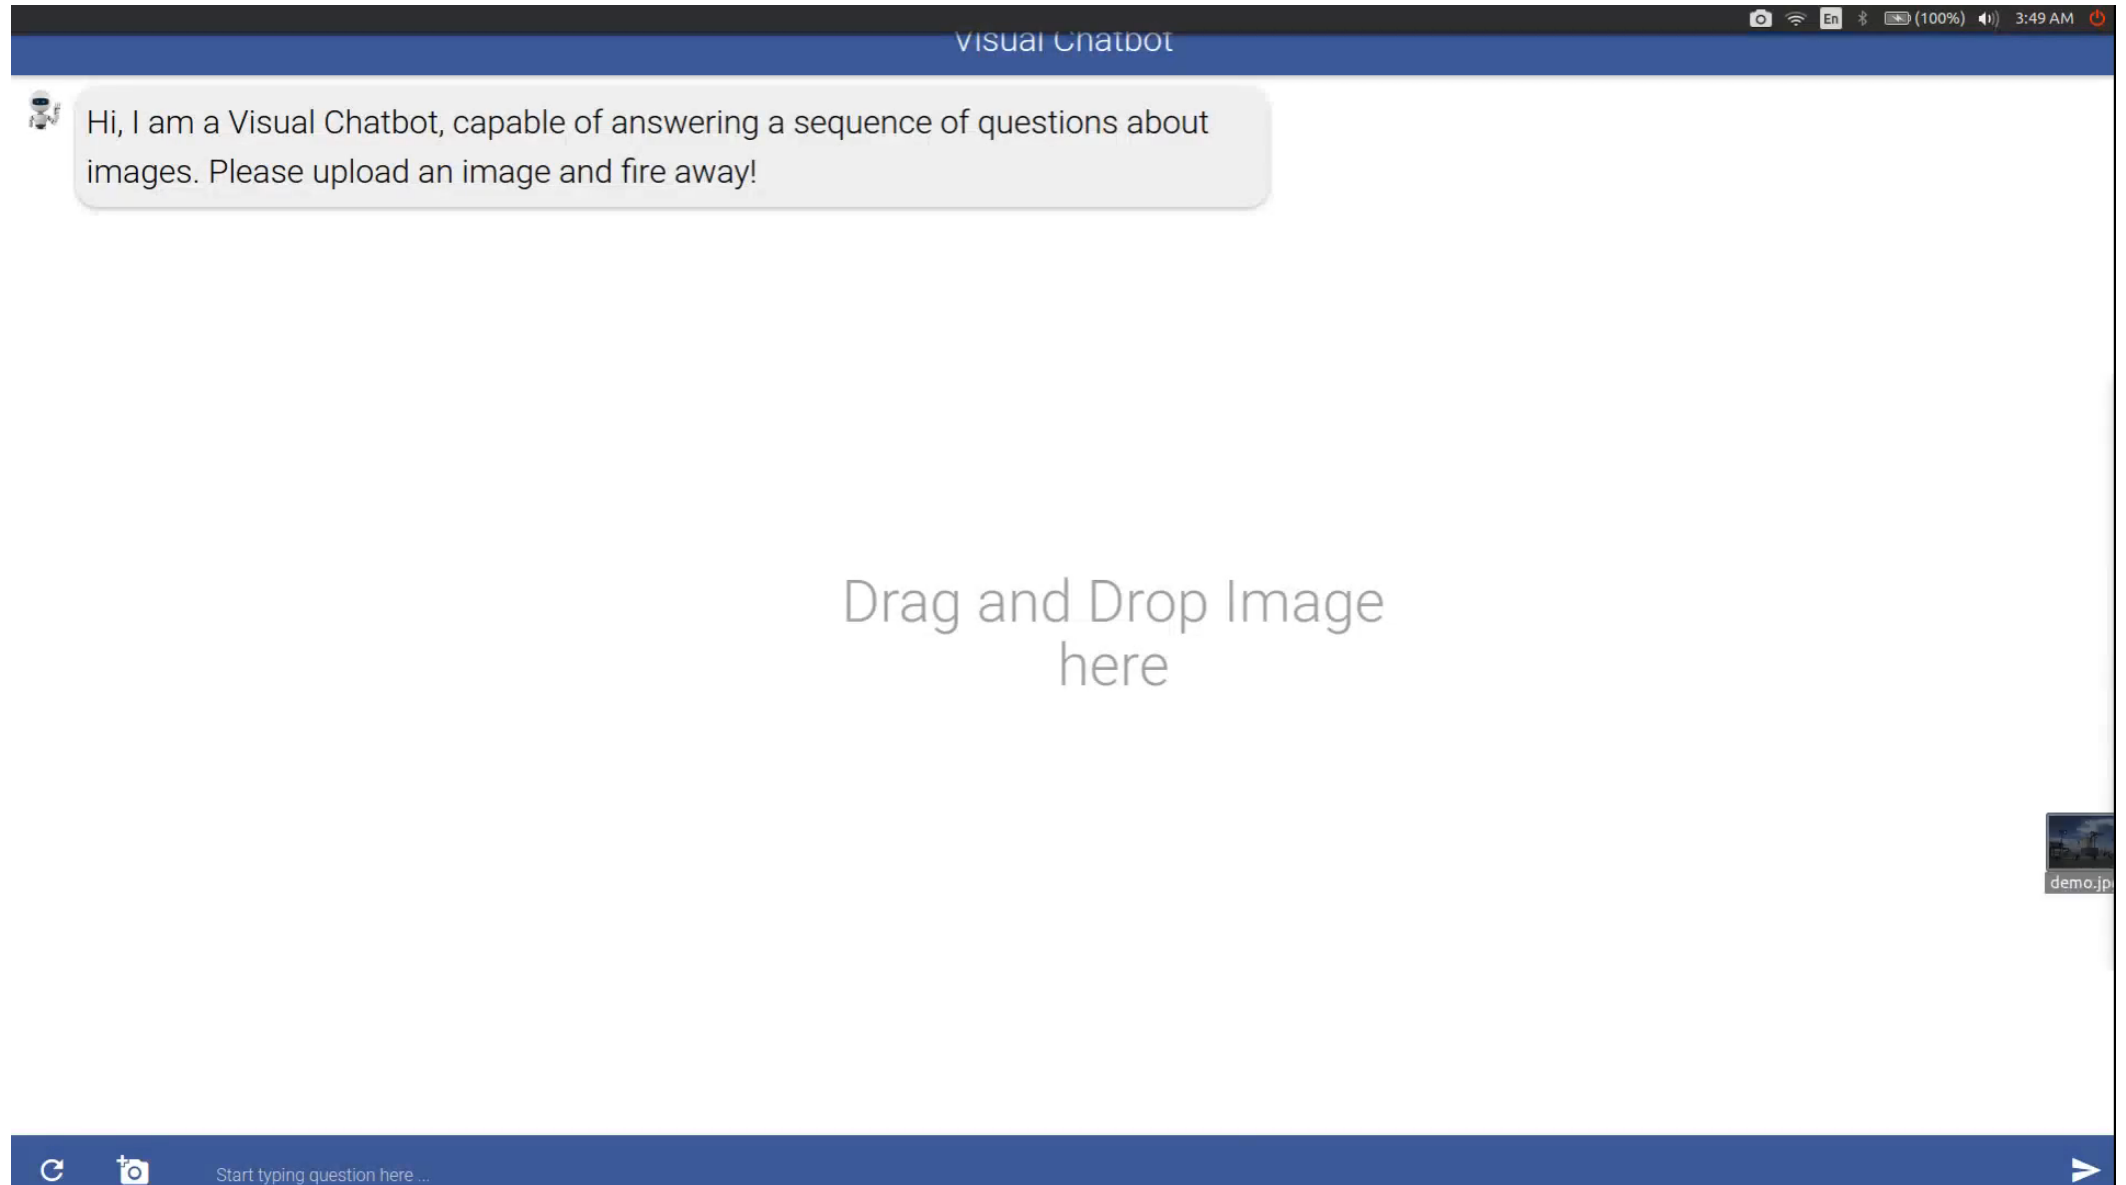 En (100%) 3:49 AM
Visual Chatbot
Hi, I am a Visual Chatbot, capable of answering a sequence of questions about
images. Please upload an image and fire away!
Drag and Drop Image
here
demo.jp
Start typing question here ...